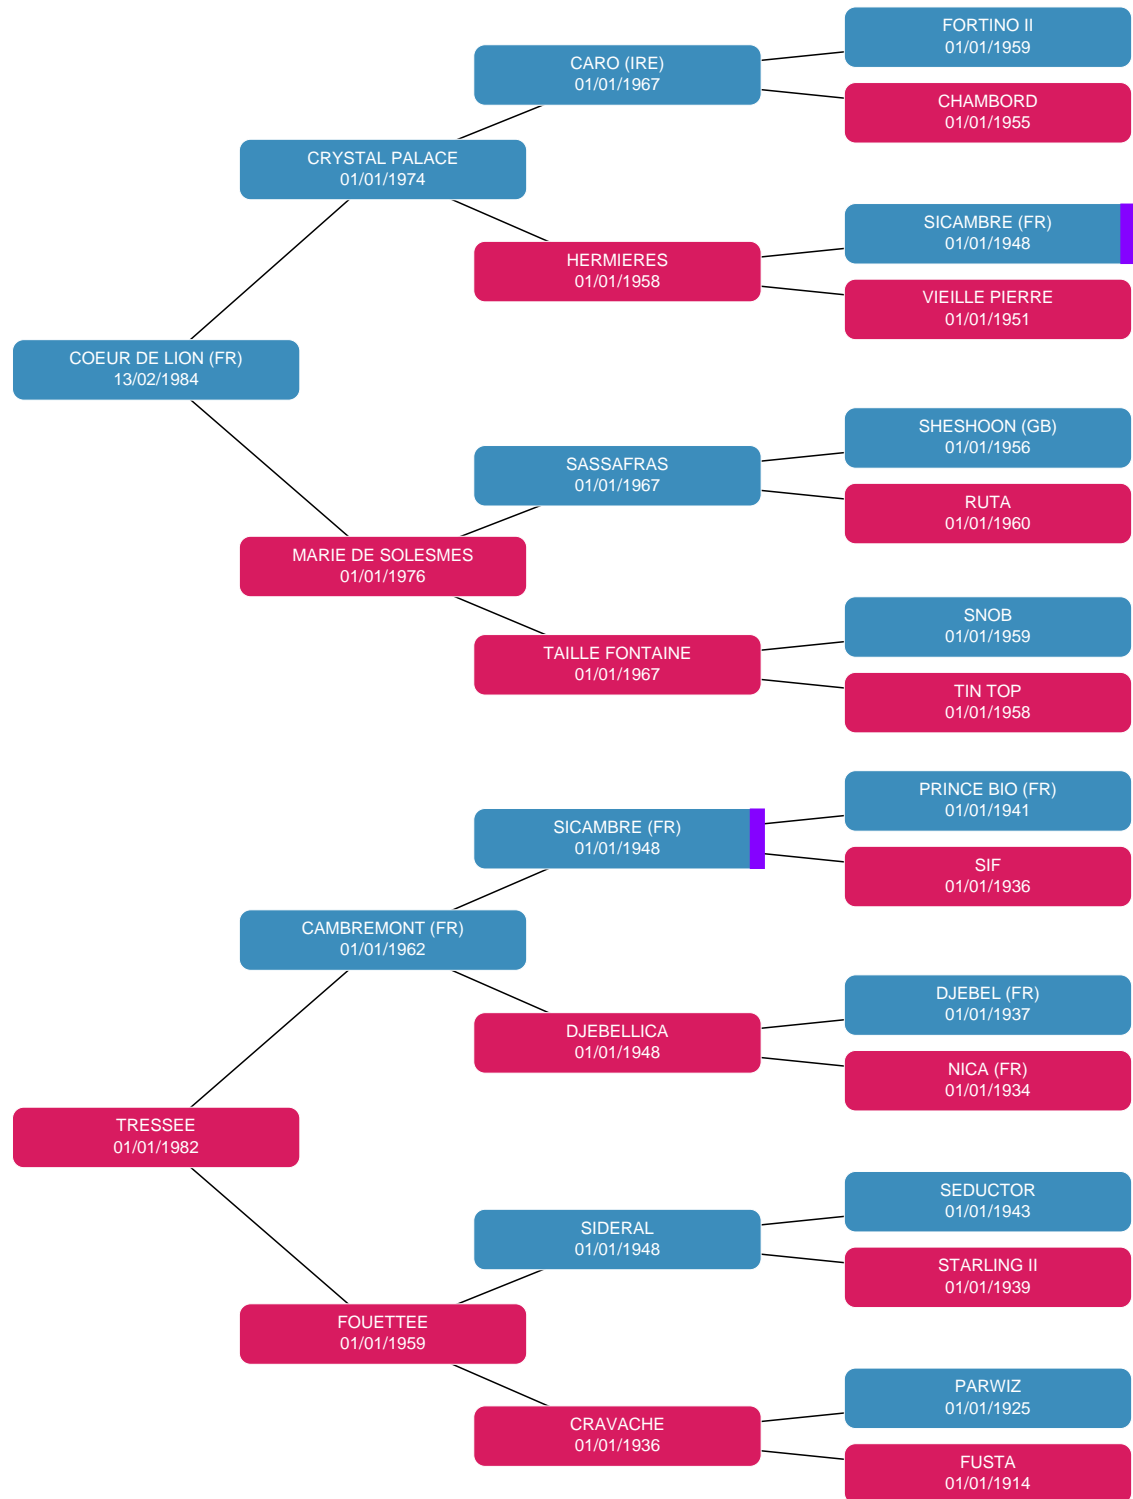 FORTINO II
01/01/1959
CARO (IRE)
01/01/1967
CHAMBORD
01/01/1955
CRYSTAL PALACE
01/01/1974
SICAMBRE (FR)
01/01/1948
HERMIERES
01/01/1958
VIEILLE PIERRE
01/01/1951
COEUR DE LION (FR)
13/02/1984
SHESHOON (GB)
01/01/1956
SASSAFRAS
01/01/1967
RUTA
01/01/1960
MARIE DE SOLESMES
01/01/1976
SNOB
01/01/1959
TAILLE FONTAINE
01/01/1967
TIN TOP
01/01/1958
PRINCE BIO (FR)
01/01/1941
SICAMBRE (FR)
01/01/1948
SIF
01/01/1936
CAMBREMONT (FR)
01/01/1962
DJEBEL (FR)
01/01/1937
DJEBELLICA
01/01/1948
NICA (FR)
01/01/1934
TRESSEE
01/01/1982
SEDUCTOR
01/01/1943
SIDERAL
01/01/1948
STARLING II
01/01/1939
FOUETTEE
01/01/1959
PARWIZ
01/01/1925
CRAVACHE
01/01/1936
FUSTA
01/01/1914